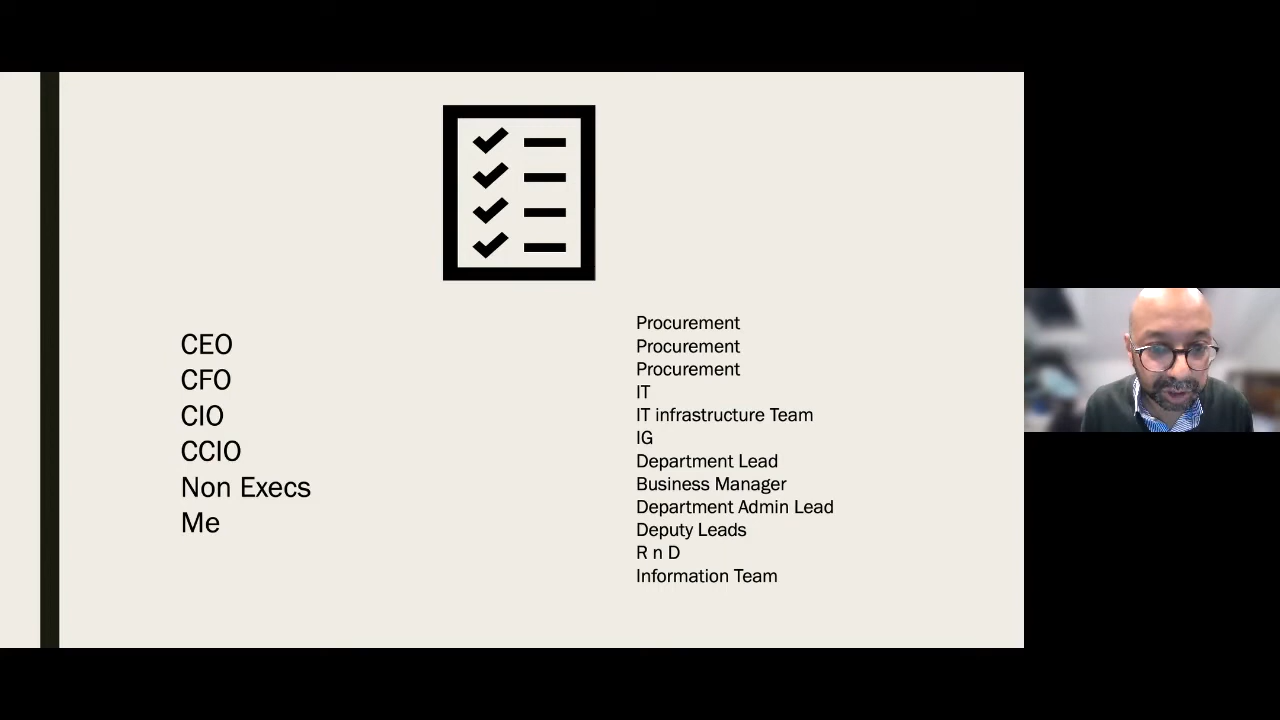 CEO
CFO
CIO
CCIO
Non Execs
Me
Procurement
Procurement
Procurement
IT
IT infrastructure Team
IG
Department Lead
Business Manager
Department Admin Lead
Deputy Leads
R n D
Information Team